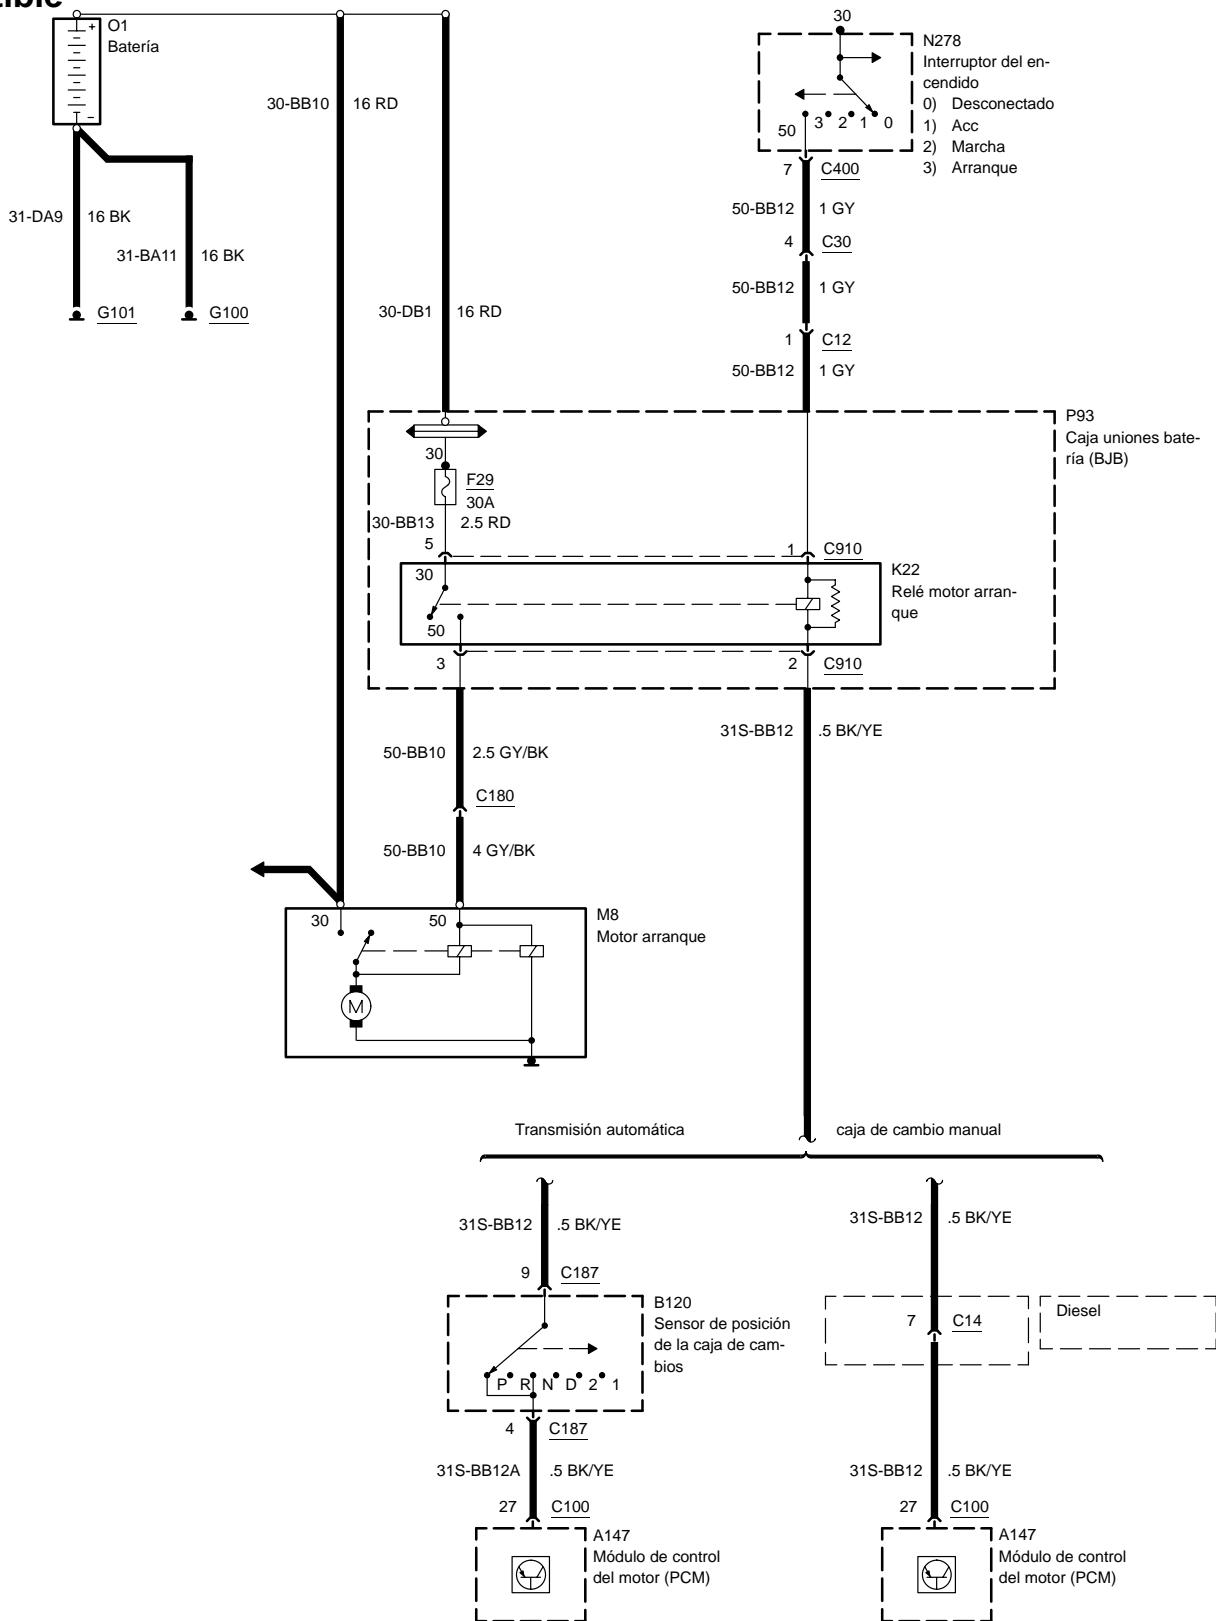 O1
Batería
30-BB10
16 RD
31-DA9
16 BK
31-BA11
16 BK
G101
G100
30-DB1
16 RD
30
N278
Interruptor del en-
cendido
0) Desconectado
1) Acc
2) Marcha
3) Arranque
50
3 2 1 0
7
C400
50-BB12
1 GY
4
C30
50-BB12
1 GY
1
C12
50-BB12
1 GY
P93
Caja uniones bate-
ría (BJB)
30
F29
30A
30-BB13
2.5 RD
5
1
C910
30
50
K22
Relé motor arran-
que
3
2
C910
31S-BB12
.5 BK/YE
50-BB10
2.5 GY/BK
C180
50-BB10
4 GY/BK
30
50
M8
Motor arranque
M
Transmisión automática
caja de cambio manual
31S-BB12
.5 BK/YE
31S-BB12
.5 BK/YE
9
C187
B120
Sensor de posición
de la caja de cam-
bios
P R N D 2 1
7
C14
Diesel
4
C187
31S-BB12A
.5 BK/YE
31S-BB12
.5 BK/YE
27
C100
27
C100
A147
Módulo de control
del motor (PCM)
A147
Módulo de control
del motor (PCM)